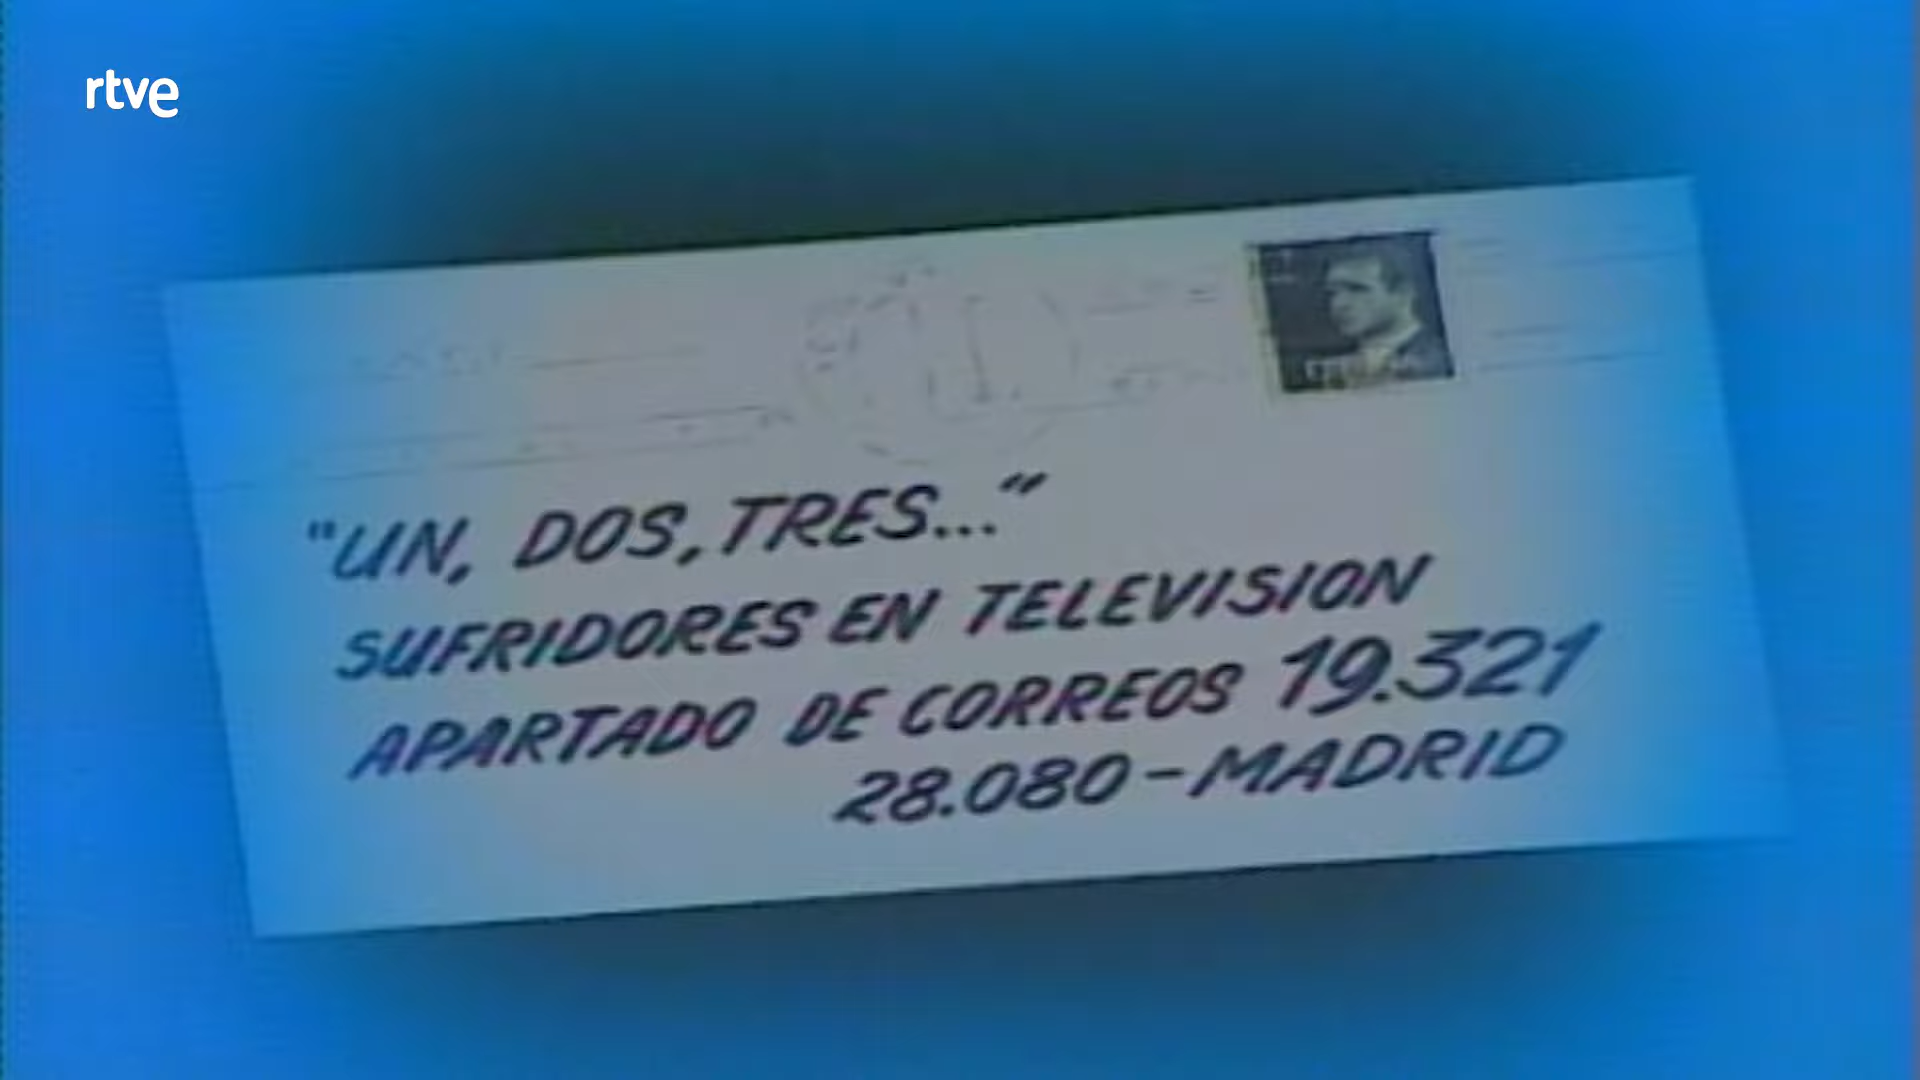 rtve
"UN, DOS, TRES..."
SUFRIDORES EN TELEVISION
APARTADO DE CORREOS 19.321
28.080-MADRID